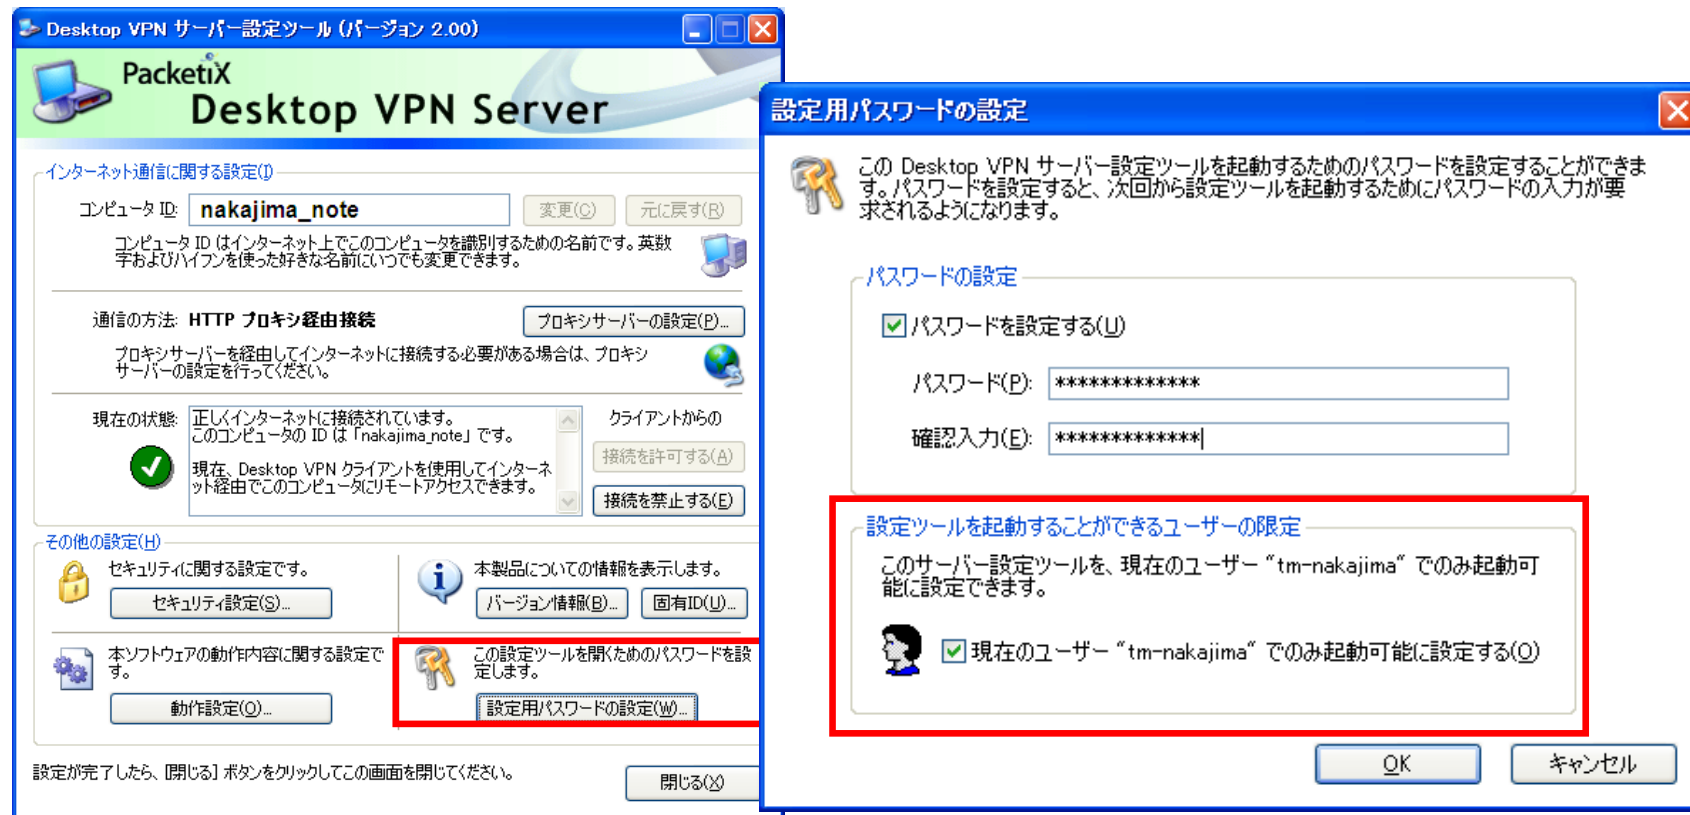 Desktop VPN サーバー設定ツール (バージョン 2.00)
PacketiX
Desktop VPN Server
インターネット通信に関する設定(I)
コンピュータ ID: nakajima_note 変更(C) 元に戻す(R)
コンピュータ ID はインターネット上でこのコンピュータを識別するための名前です。英数
字およびハイフンを使った好きな名前にいつでも変更できます。
通信の方法: HTTP プロキシ経由接続 プロキシサーバーの設定(P)...
プロキシサーバーを経由してインターネットに接続する必要がある場合は、プロキシ
サーバーの設定を行ってください。
現在の状態: 正しくインターネットに接続されています。
このコンピュータの ID は「nakajima_note」です。
現在、Desktop VPN クライアントを使用してインターネ
ット経由でこのコンピュータにリモートアクセスできます。
クライアントからの
接続を許可する(A)
接続を禁止する(E)
その他の設定(H)
セキュリティに関する設定です。
セキュリティ設定(S)...
本製品についての情報を表示します。
バージョン情報(B)... 固有ID(U)...
本ソフトウェアの動作内容に関する設定で
す。
動作設定(O)...
この設定ツールを開くためのパスワードを設
定します。
設定用パスワードの設定(W)...
設定が完了したら、[閉じる] ボタンをクリックしてこの画面を閉じてください。
閉じる(X)
設定用パスワードの設定
この Desktop VPN サーバー設定ツールを起動するためのパスワードを設定することができま
す。パスワードを設定すると、次回から設定ツールを起動するためにパスワードの入力が要
求されるようになります。
パスワードの設定
パスワードを設定する(U)
パスワード(P): *************
確認入力(E): *************
設定ツールを起動することができるユーザーの限定
このサーバー設定ツールを、現在のユーザー "tm-nakajima" でのみ起動可
能に設定できます。
現在のユーザー "tm-nakajima" でのみ起動可能に設定する(O)
OK キャンセル